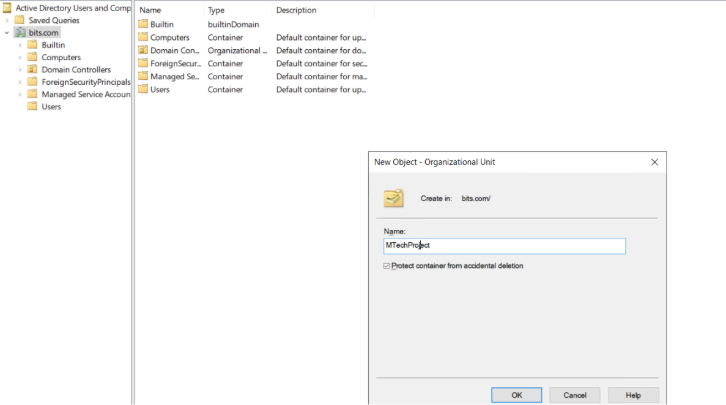 Active Directory Users and Comp
Saved Queries
bits.com
Builtin
Computers
Domain Controllers
ForeignSecurityPrincipals
Managed Service Accoun
Users
Name Type Description
Builtin builtinDomain
Computers Container Default container for up...
Domain Con... Organizational ... Default container for do...
ForeignSecur... Container Default container for sec...
Managed Se... Container Default container for ma...
Users Container Default container for up...
New Object - Organizational Unit
Create in: bits.com/
Name:
MTechProject
Protect container from accidental deletion
OK Cancel Help